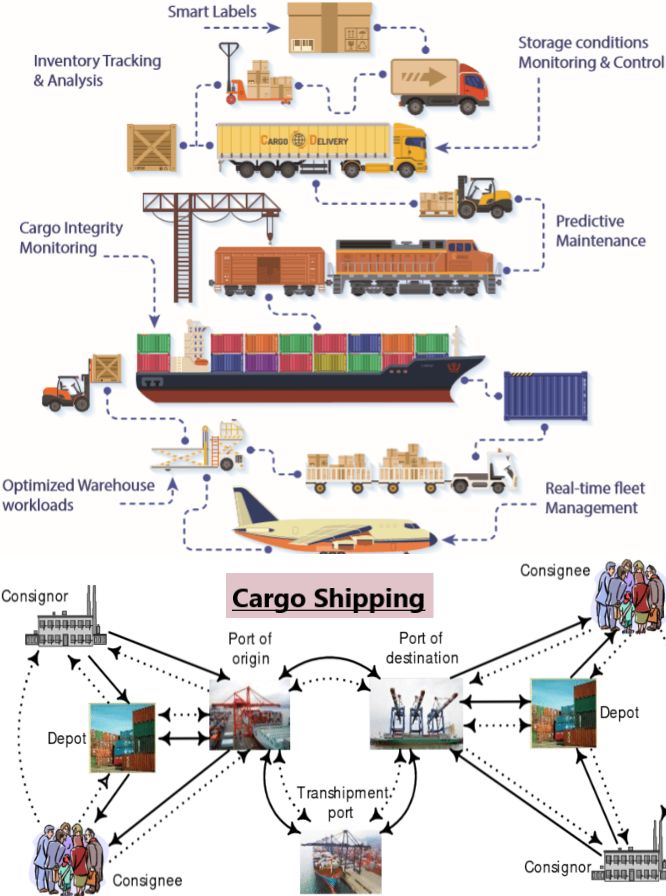 Smart Labels
Inventory Tracking
& Analysis
Storage conditions
Monitoring & Control
CARGO DELIVERY
Cargo Integrity
Monitoring
Predictive
Maintenance
Optimized Warehouse
workloads
Real-time fleet
Management
Cargo Shipping
Consignor
Consignee
Port of
origin
Port of
destination
Depot
Depot
Transhipment
port
Consignee
Consignor